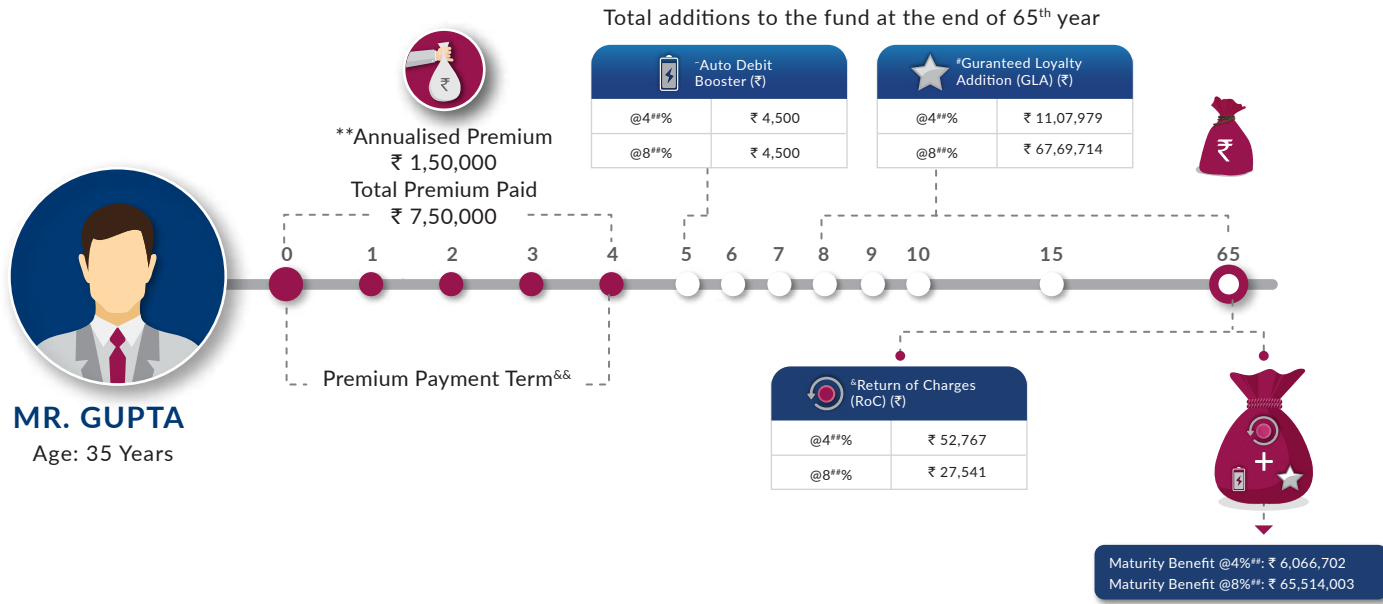 Total additions to the fund at the end of 65th year
~Auto Debit
Booster (₹)
@4##% ₹ 4,500
@8##% ₹ 4,500
#Guranteed Loyalty
Addition (GLA) (₹)
@4##% ₹ 11,07,979
@8##% ₹ 67,69,714
₹
₹
**Annualised Premium
₹ 1,50,000
Total Premium Paid
₹ 7,50,000
0 1 2 3 4 5 6 7 8 9 10 15 65
Premium Payment Term&&
MR. GUPTA
Age: 35 Years
&Return of Charges
(RoC) (₹)
@4##% ₹ 52,767
@8##% ₹ 27,541
+
Maturity Benefit @4%##: ₹ 6,066,702
Maturity Benefit @8%##: ₹ 65,514,003